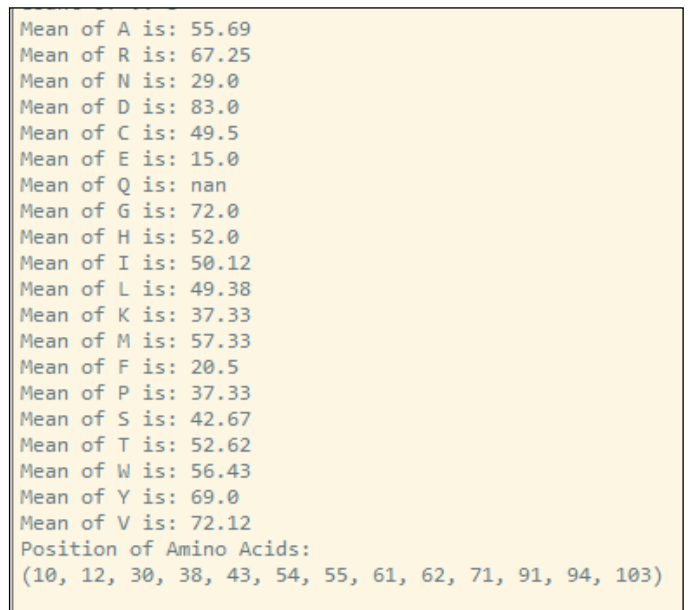 Mean of A is: 55.69
Mean of R is: 67.25
Mean of N is: 29.0
Mean of D is: 83.0
Mean of C is: 49.5
Mean of E is: 15.0
Mean of Q is: nan
Mean of G is: 72.0
Mean of H is: 52.0
Mean of I is: 50.12
Mean of L is: 49.38
Mean of K is: 37.33
Mean of M is: 57.33
Mean of F is: 20.5
Mean of P is: 37.33
Mean of S is: 42.67
Mean of T is: 52.62
Mean of W is: 56.43
Mean of Y is: 69.0
Mean of V is: 72.12
Position of Amino Acids:
(10, 12, 30, 38, 43, 54, 55, 61, 62, 71, 91, 94, 103)